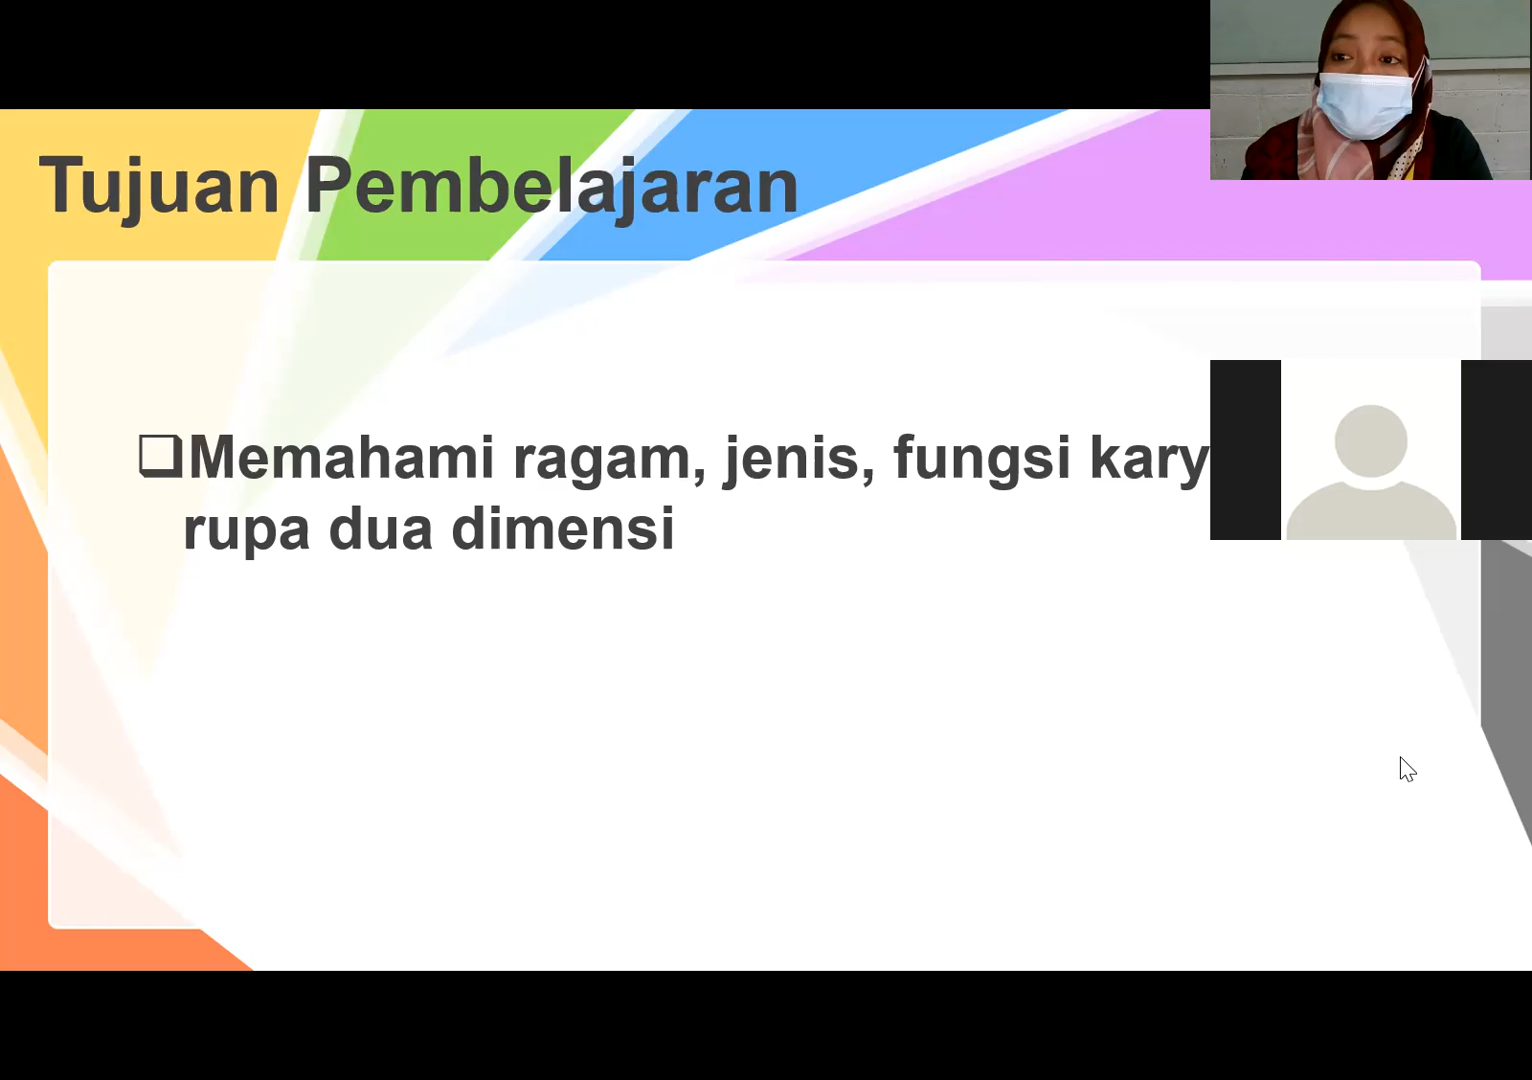 Tujuan Pembelajaran
❑Memahami ragam, jenis, fungsi kary
rupa dua dimensi